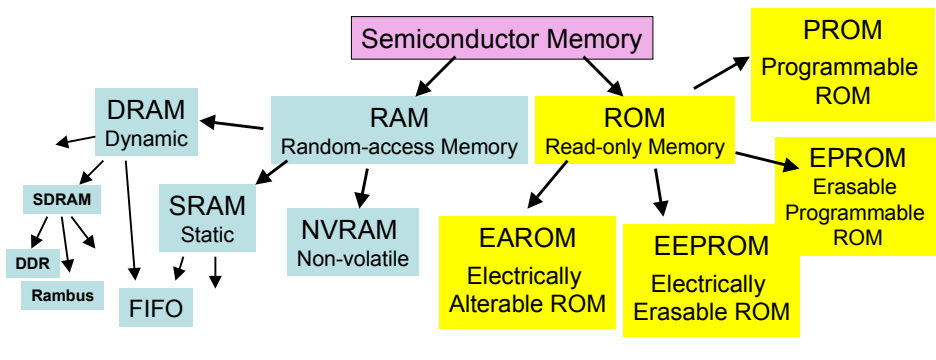 Semiconductor Memory
PROM
Programmable
ROM
DRAM
Dynamic
RAM
Random-access Memory
ROM
Read-only Memory
EPROM
Erasable
Programmable
ROM
SDRAM
SRAM
Static
NVRAM
Non-volatile
EAROM
Electrically
Alterable ROM
EEPROM
Electrically
Erasable ROM
DDR
Rambus
FIFO